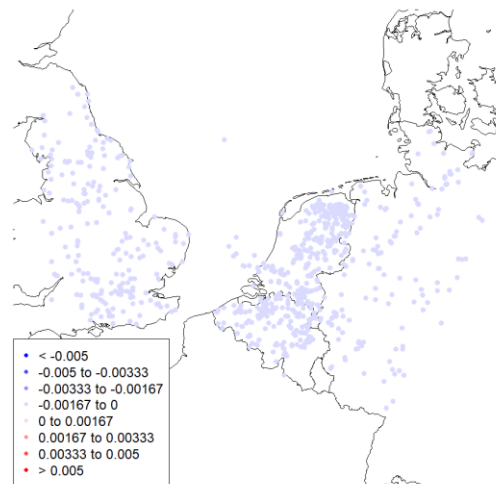 < -0.005
-0.005 to -0.00333
-0.00333 to -0.00167
-0.00167 to 0
0 to 0.00167
0.00167 to 0.00333
0.00333 to 0.005
> 0.005